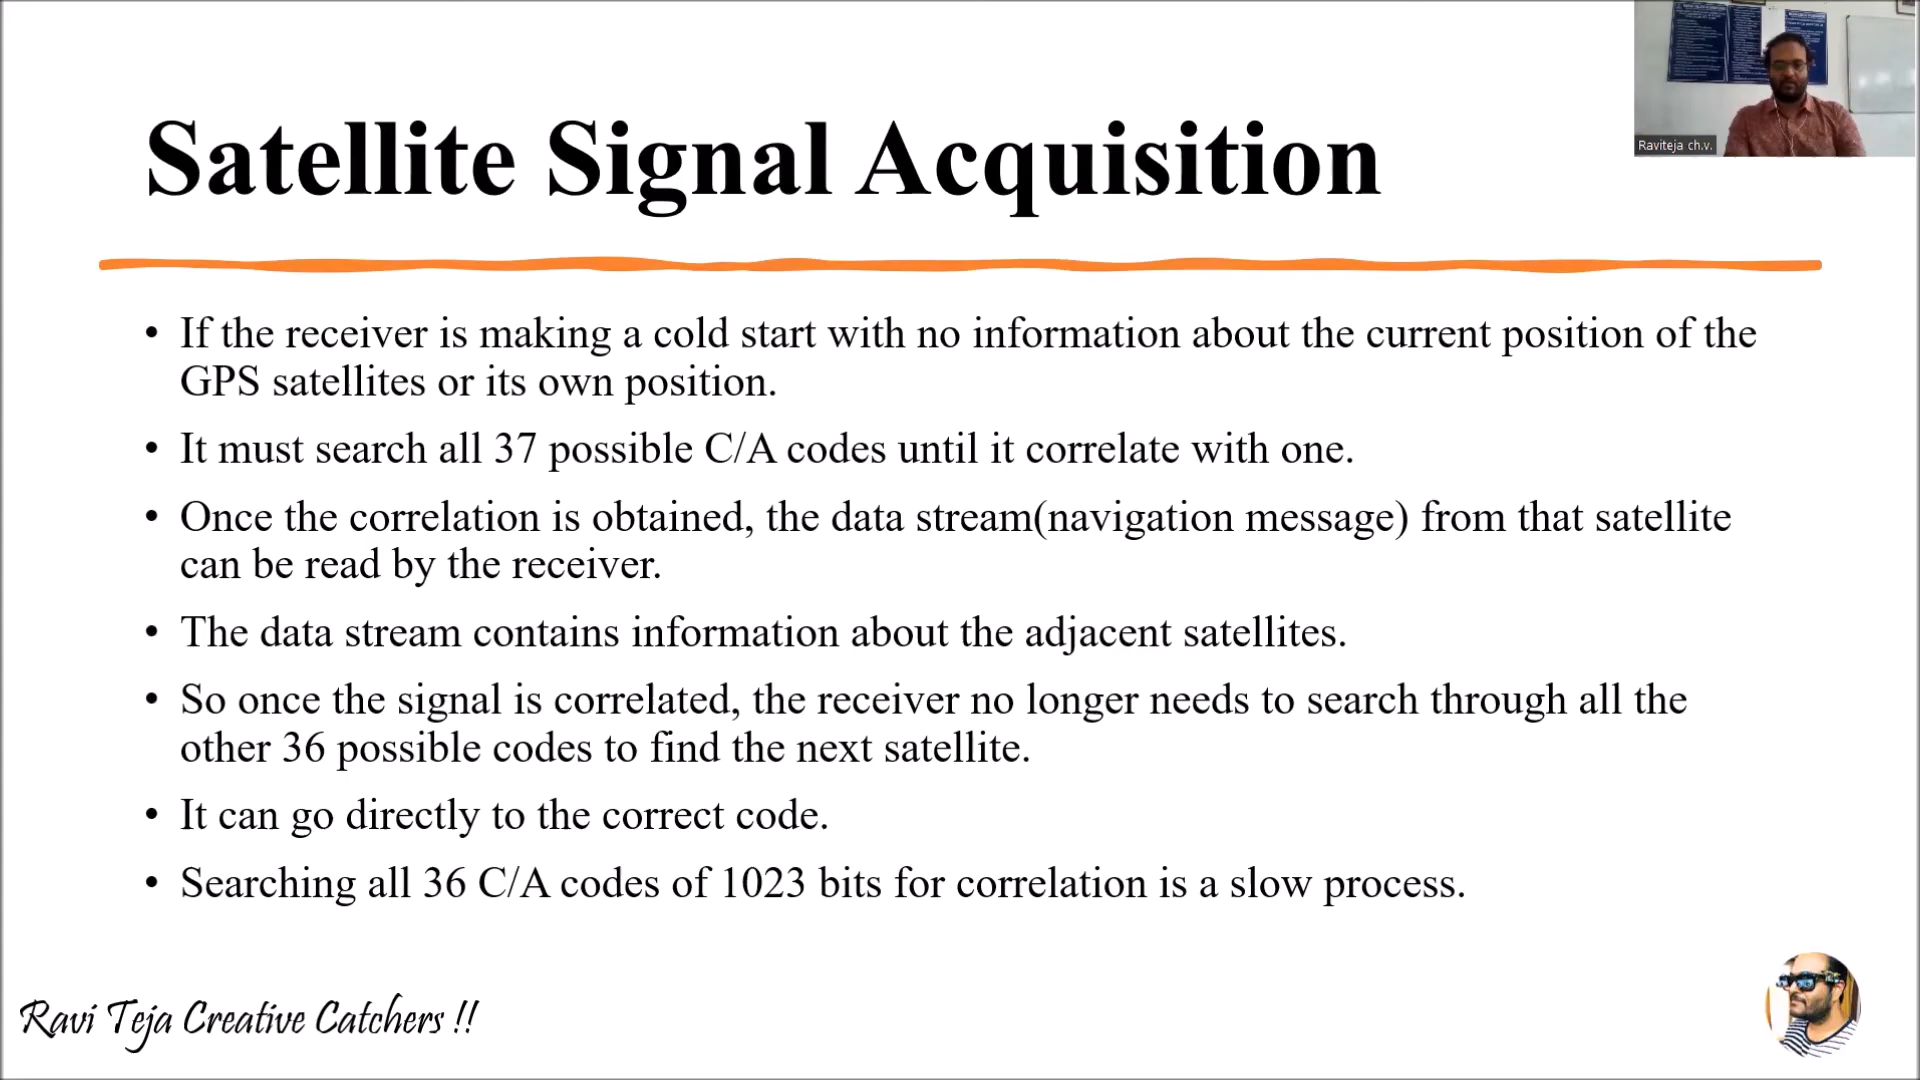 Satellite Signal Acquisition
Raviteja ch.v.
• If the receiver is making a cold start with no information about the current position of the
GPS satellites or its own position.
• It must search all 37 possible C/A codes until it correlate with one.
• Once the correlation is obtained, the data stream(navigation message) from that satellite
can be read by the receiver.
• The data stream contains information about the adjacent satellites.
• So once the signal is correlated, the receiver no longer needs to search through all the
other 36 possible codes to find the next satellite.
• It can go directly to the correct code.
• Searching all 36 C/A codes of 1023 bits for correlation is a slow process.
Ravi Teja Creative Catchers !!